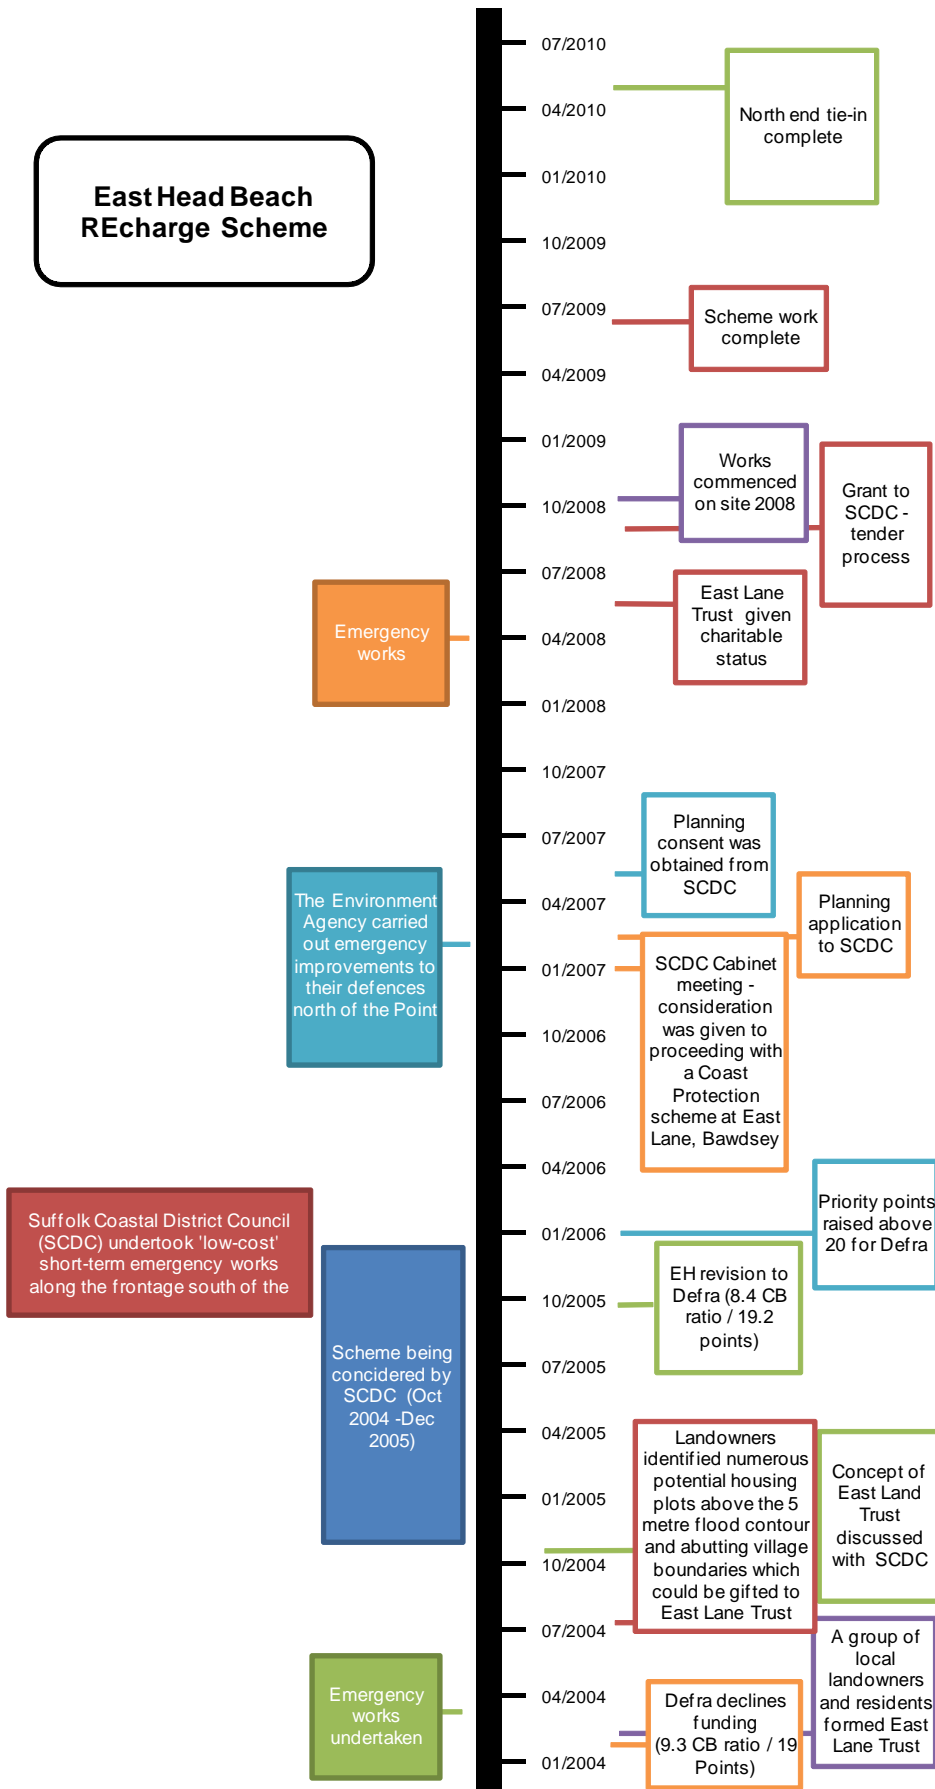 07/2010
04/2010
01/2010
10/2009
07/2009
04/2009
01/2009
10/2008
07/2008
04/2008
01/2008
10/2007
07/2007
04/2007
01/2007
10/2006
07/2006
04/2006
01/2006
10/2005
07/2005
04/2005
01/2005
10/2004
07/2004
04/2004
01/2004
East Head Beach
REcharge Scheme
North end tie-in
complete
Scheme work
complete
Works
commenced
on site 2008
Grant to
SCDC -
tender
process
East Lane
Trust given
charitable
status
Emergency
works
Planning
consent was
obtained from
SCDC
Planning
application
to SCDC
The Environment
Agency carried
out emergency
improvements to
their defences
north of the Point
SCDC Cabinet
meeting -
consideration
was given to
proceeding with
a Coast
Protection
scheme at East
Lane, Bawdsey
Priority points
raised above
20 for Defra
Suffolk Coastal District Council
(SCDC) undertook 'low-cost'
short-term emergency works
along the frontage south of the
EH revision to
Defra (8.4 CB
ratio / 19.2
points)
Scheme being
concidered by
SCDC (Oct
2004 -Dec
2005)
Landowners
identified numerous
potential housing
plots above the 5
metre flood contour
and abutting village
boundaries which
could be gifted to
East Lane Trust
Concept of
East Land
Trust
discussed
with SCDC
A group of
local
landowners
and residents
formed East
Lane Trust
Emergency
works
undertaken
Defra declines
funding
(9.3 CB ratio / 19
Points)